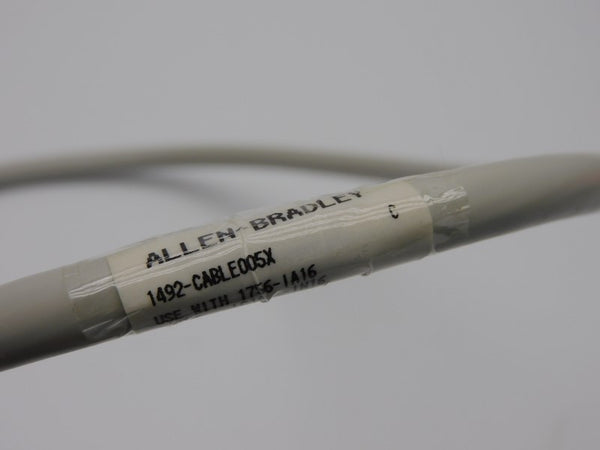 ALLEN-BRADLEY C
1492-CABLE005X
USE WITH 1756-IA16